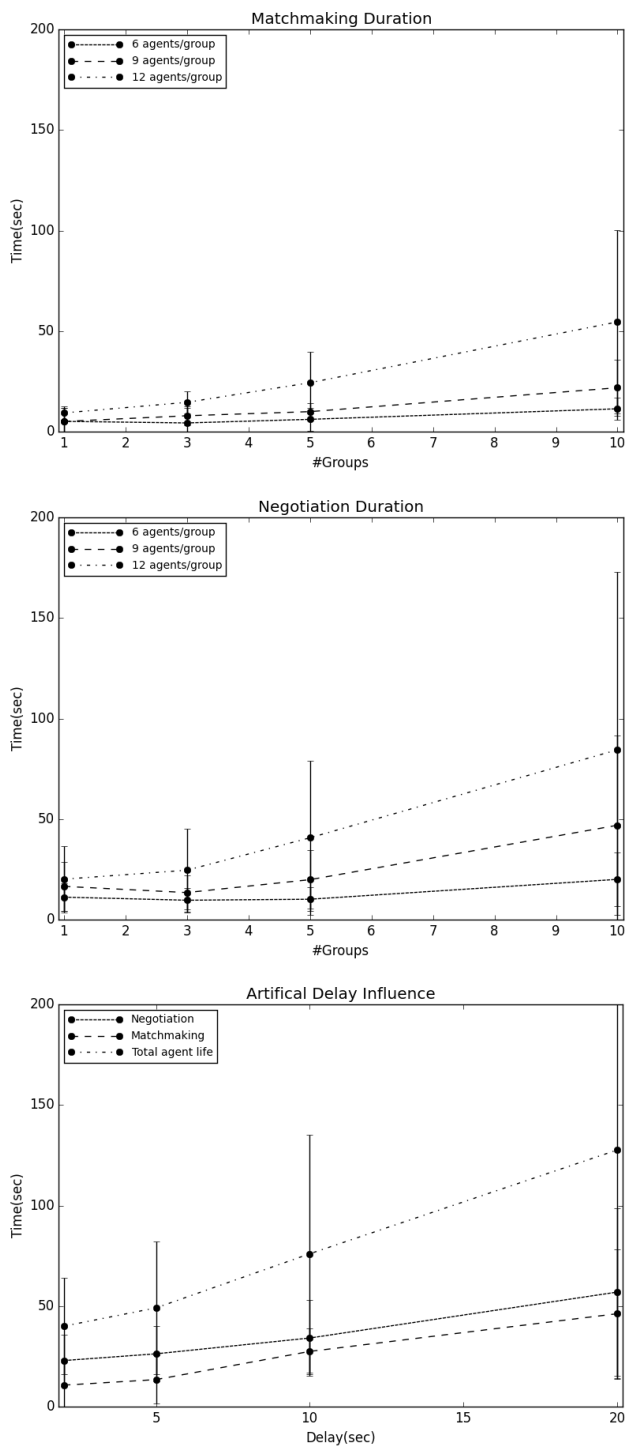 Matchmaking Duration
200
150
100
50
0
Time(sec)
6 agents/group
9 agents/group
12 agents/group
1 2 3 4 5 6 7 8 9 10
#Groups
Negotiation Duration
200
150
100
50
0
Time(sec)
6 agents/group
9 agents/group
12 agents/group
1 2 3 4 5 6 7 8 9 10
#Groups
Artifical Delay Influence
200
150
100
50
0
Time(sec)
Negotiation
Matchmaking
Total agent life
5 10 15 20
Delay(sec)